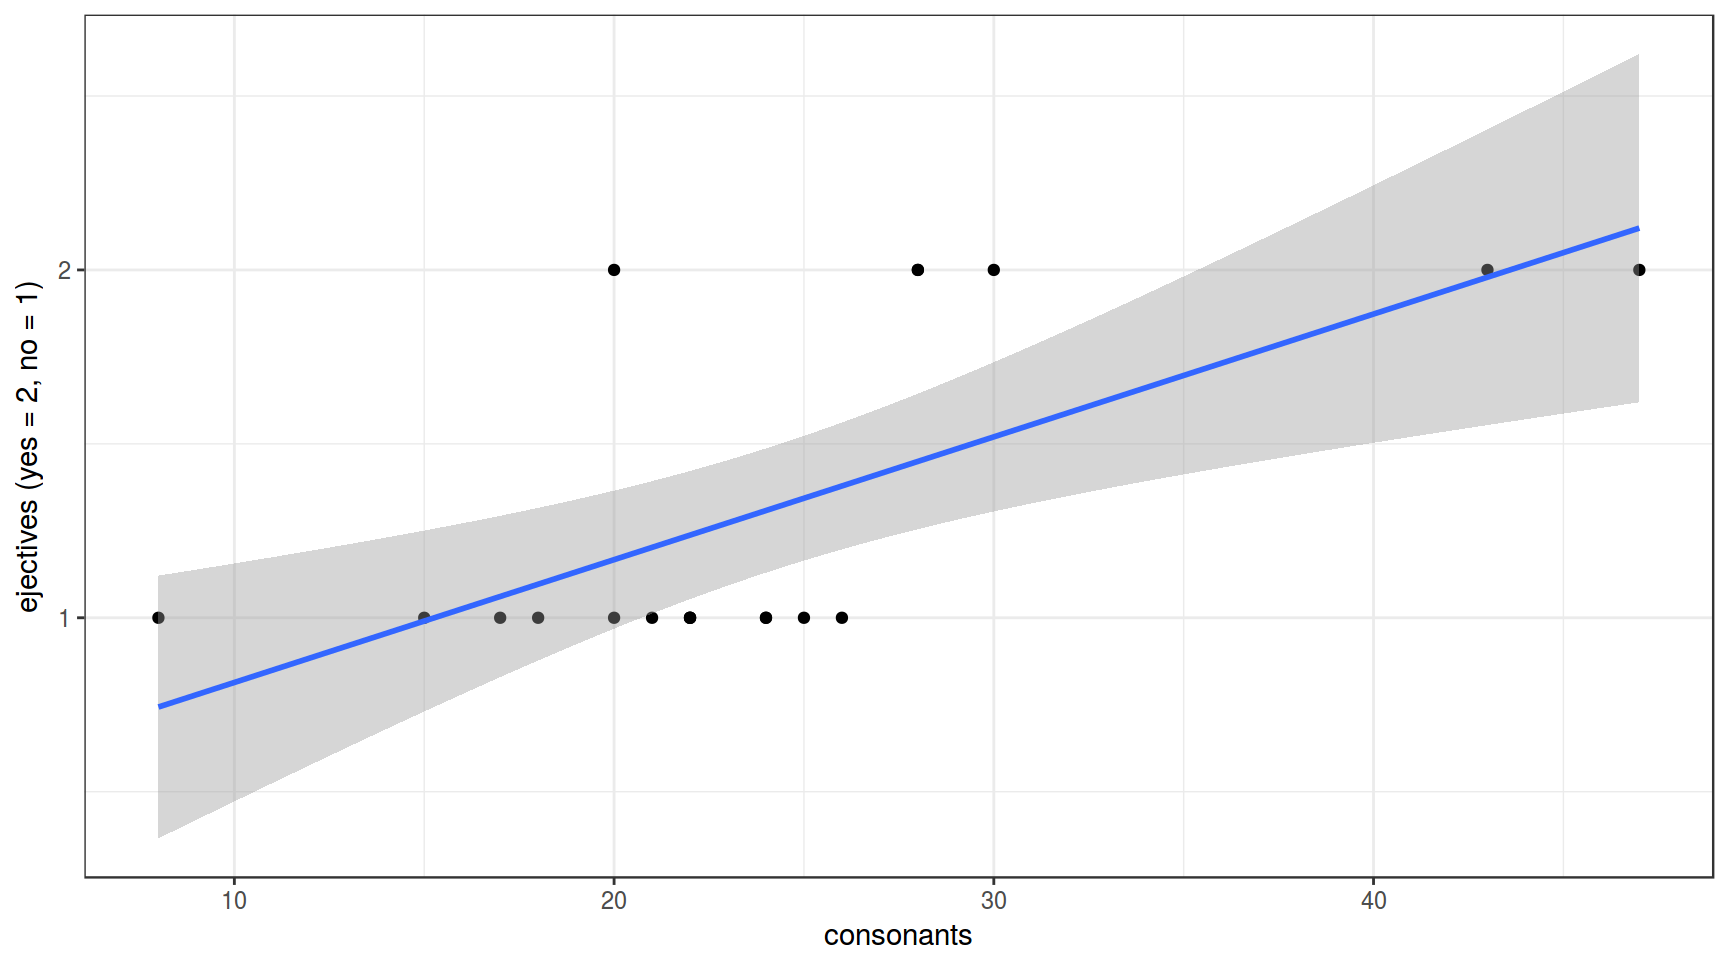 ejectives (yes = 2, no = 1)
2
1
10 20 30 40
consonants